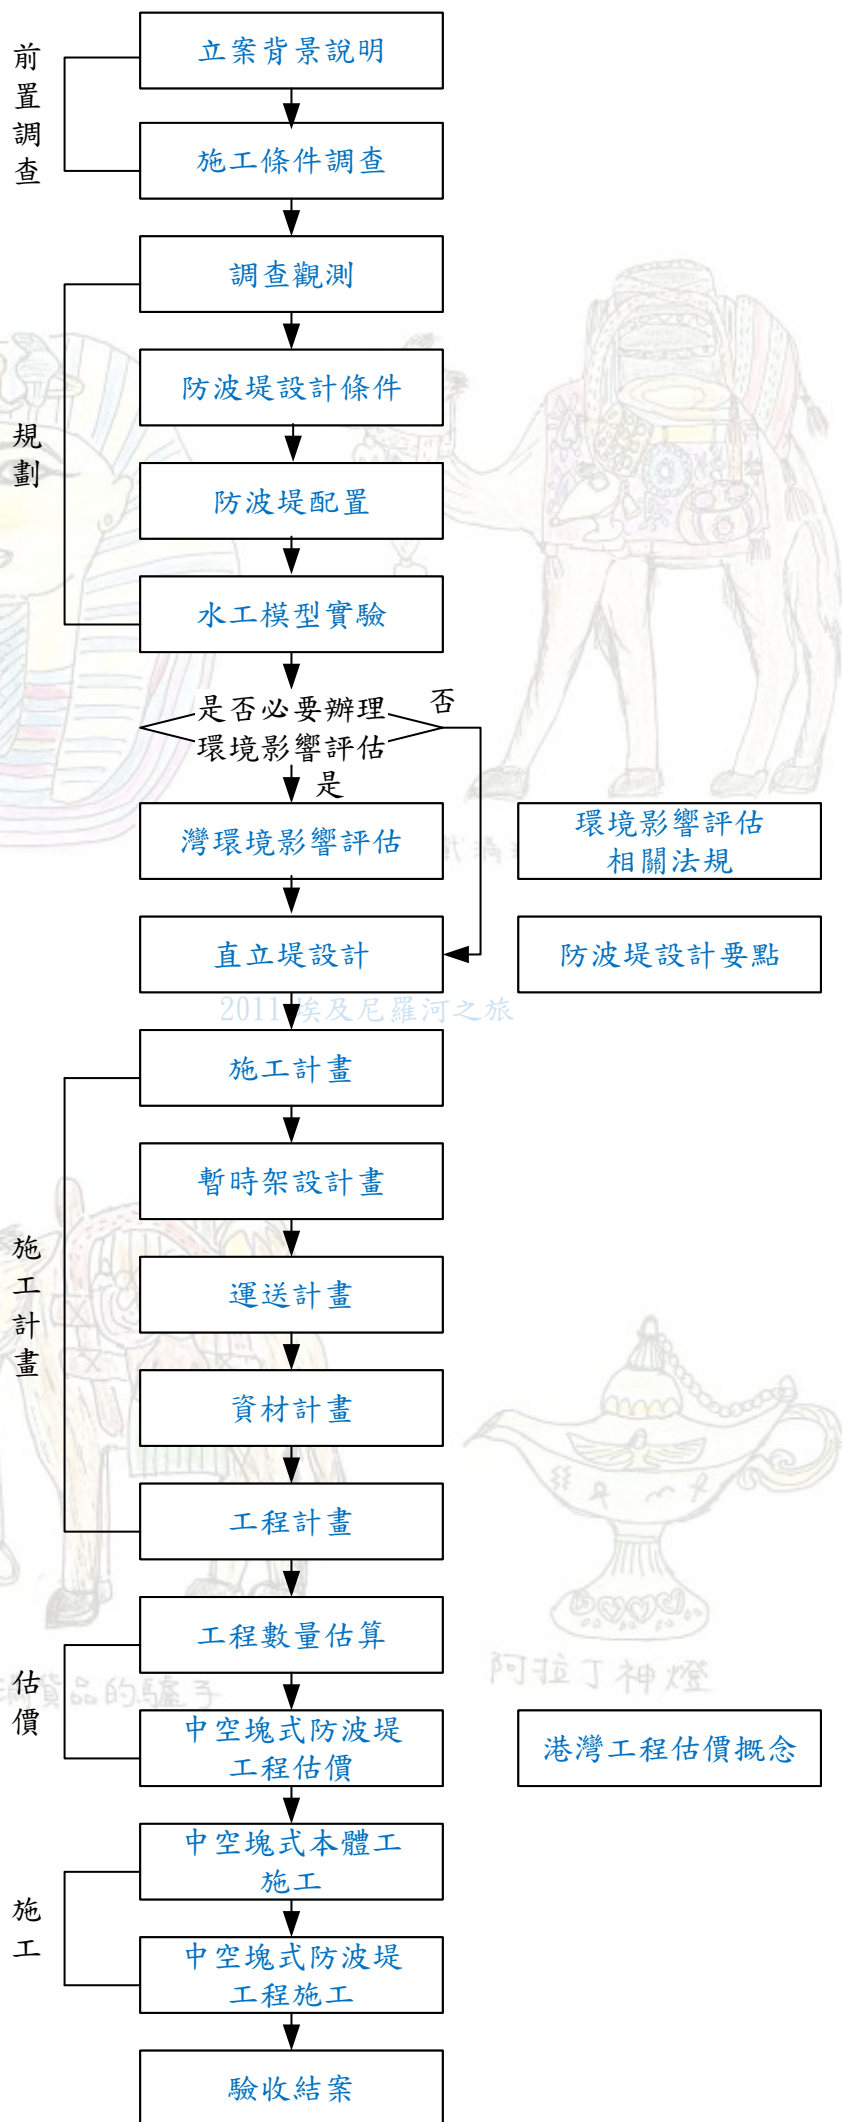 前置調查
立案背景說明
施工條件調查
規劃
調查觀測
防波堤設計條件
防波堤配置
水工模型實驗
是否必要辦理
環境影響評估
否
是
灣環境影響評估
環境影響評估
相關法規
直立堤設計
防波堤設計要點
2011埃及尼羅河之旅
施工計畫
施工計畫
暫時架設計畫
運送計畫
資材計畫
工程計畫
估價
工程數量估算
貨品的驢子
阿拉丁神燈
中空塊式防波堤
工程估價
港灣工程估價概念
施工
中空塊式本體工
施工
中空塊式防波堤
工程施工
驗收結案